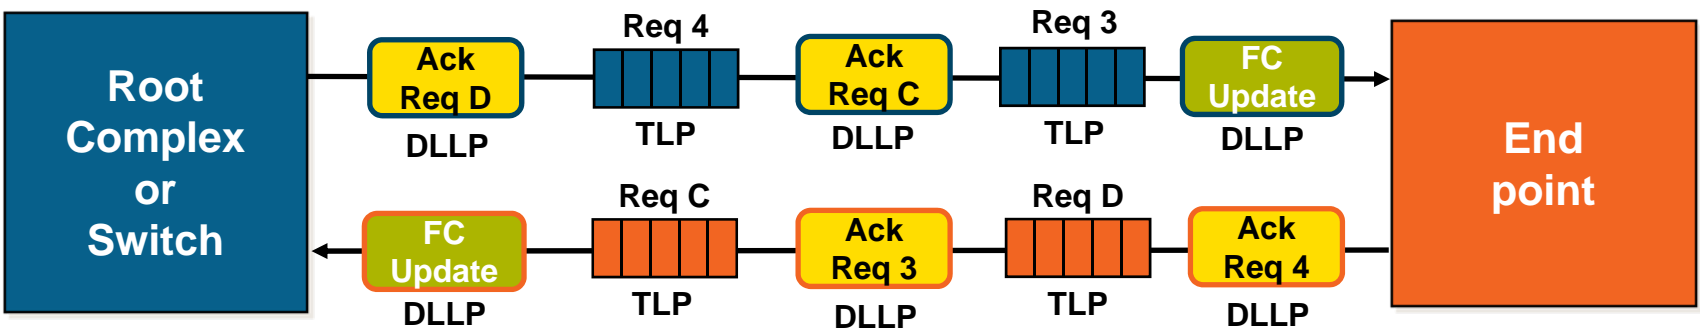 Root
Complex
or
Switch
Ack
Req D
DLLP
Req 4
TLP
Ack
Req C
DLLP
Req 3
TLP
FC
Update
DLLP
FC
Update
DLLP
Req C
TLP
Ack
Req 3
DLLP
Req D
TLP
Ack
Req 4
DLLP
End
point